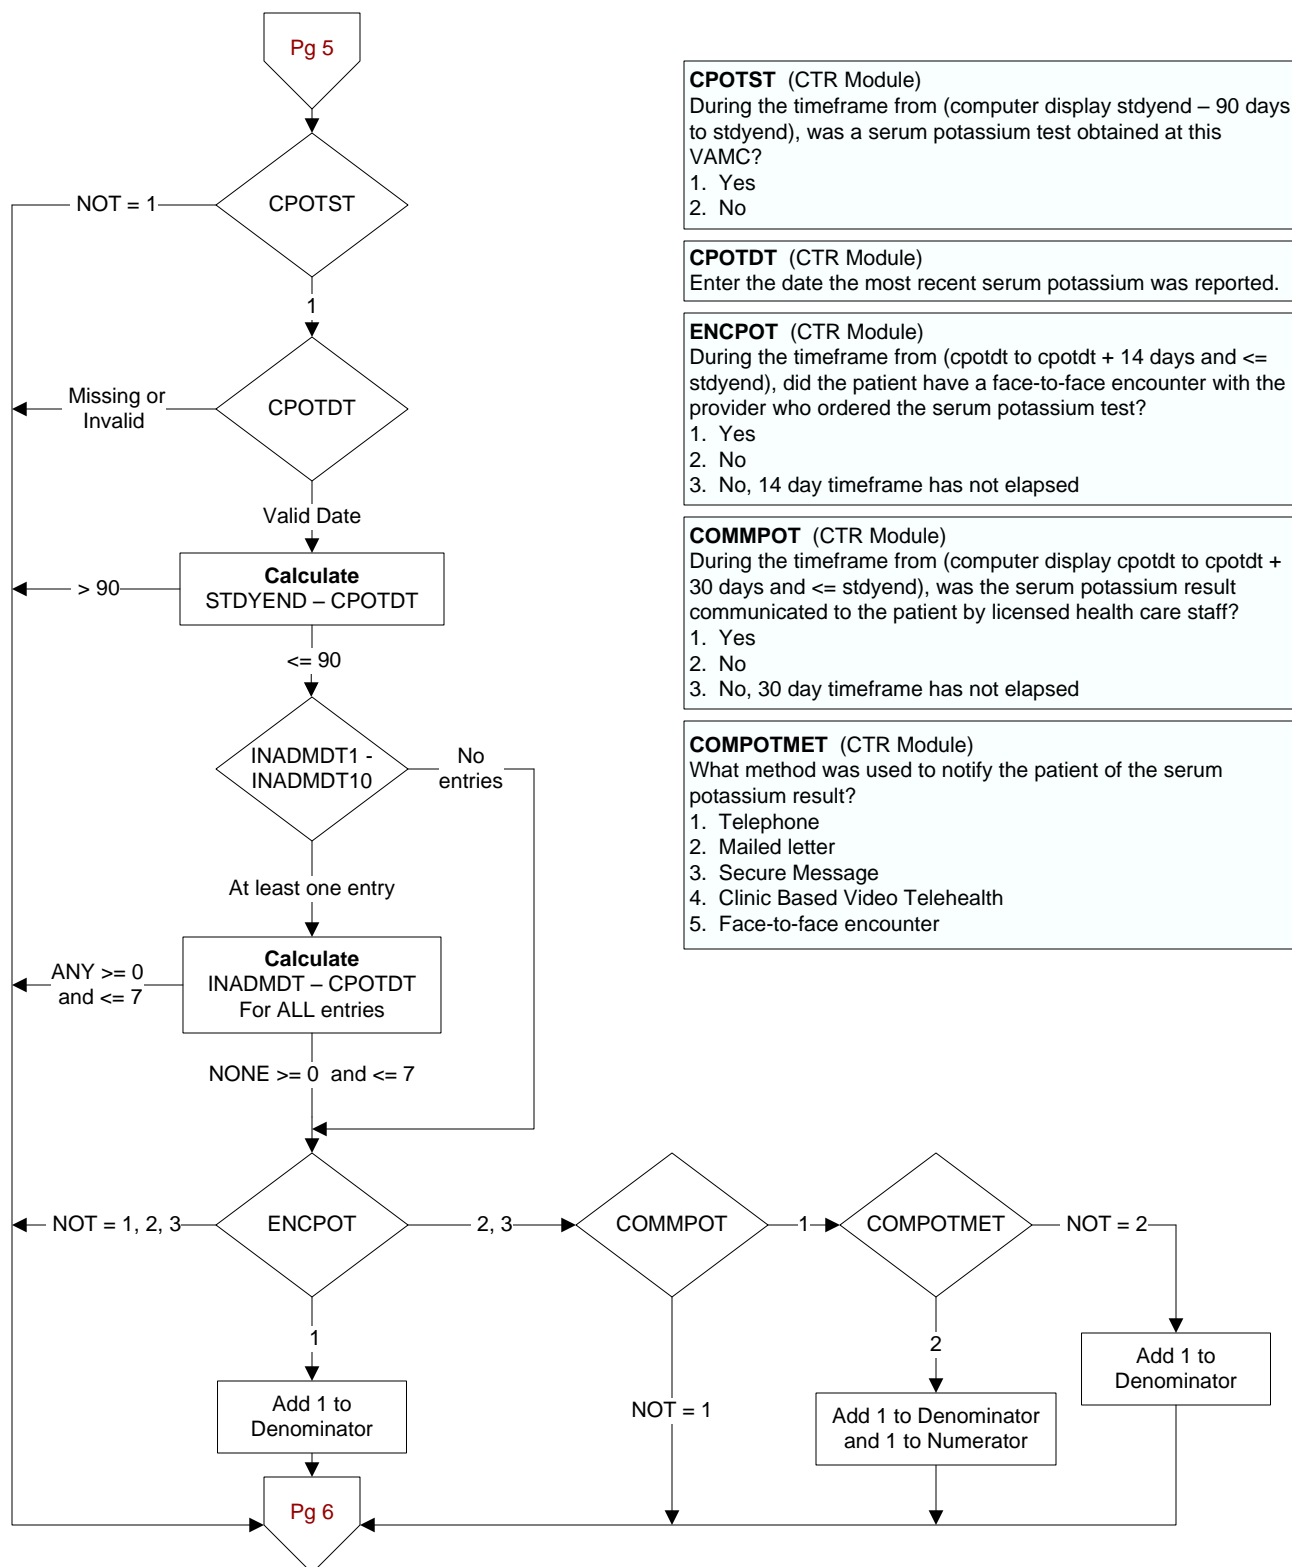 Pg 5
CPOTST
NOT = 1
1
CPOTDT
Missing or
Invalid
Valid Date
Calculate
STDYEND – CPOTDT
> 90
<= 90
INADMDT1 -
INADMDT10
No
entries
At least one entry
Calculate
INADMDT – CPOTDT
For ALL entries
ANY >= 0
and <= 7
NONE >= 0 and <= 7
ENCPOT
NOT = 1, 2, 3
2, 3
COMMPOT
1
COMPOTMET
NOT = 2
1
2
NOT = 1
Add 1 to
Denominator
Add 1 to Denominator
and 1 to Numerator
Add 1 to
Denominator
Pg 6
CPOTST (CTR Module)
During the timeframe from (computer display stdyend – 90 days
to stdyend), was a serum potassium test obtained at this
VAMC?
1. Yes
2. No
CPOTDT (CTR Module)
Enter the date the most recent serum potassium was reported.
ENCPOT (CTR Module)
During the timeframe from (cpotdt to cpotdt + 14 days and <=
stdyend), did the patient have a face-to-face encounter with the
provider who ordered the serum potassium test?
1. Yes
2. No
3. No, 14 day timeframe has not elapsed
COMMPOT (CTR Module)
During the timeframe from (computer display cpotdt to cpotdt +
30 days and <= stdyend), was the serum potassium result
communicated to the patient by licensed health care staff?
1. Yes
2. No
3. No, 30 day timeframe has not elapsed
COMPOTMET (CTR Module)
What method was used to notify the patient of the serum
potassium result?
1. Telephone
2. Mailed letter
3. Secure Message
4. Clinic Based Video Telehealth
5. Face-to-face encounter